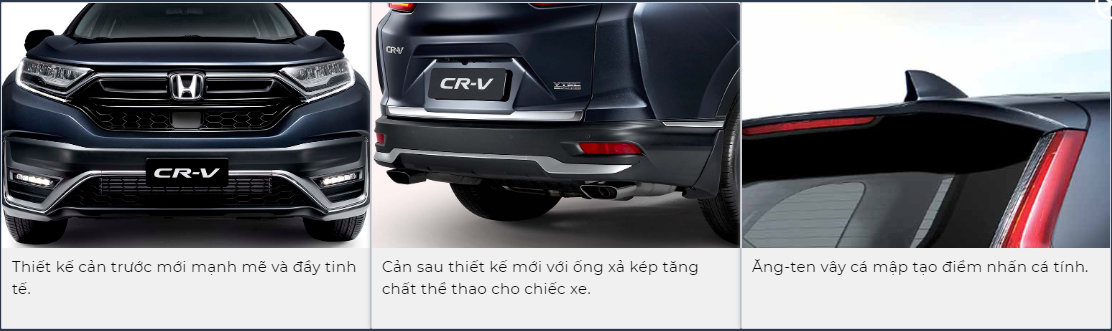 CR-V
CR-V
CR-V
Thiết kế cản trước mới mạnh mẽ và đầy tinh
tế.
Cản sau thiết kế mới với ống xả kép tăng
chất thể thao cho chiếc xe.
Ăng-ten vây cá mập tạo điểm nhấn cá tính.